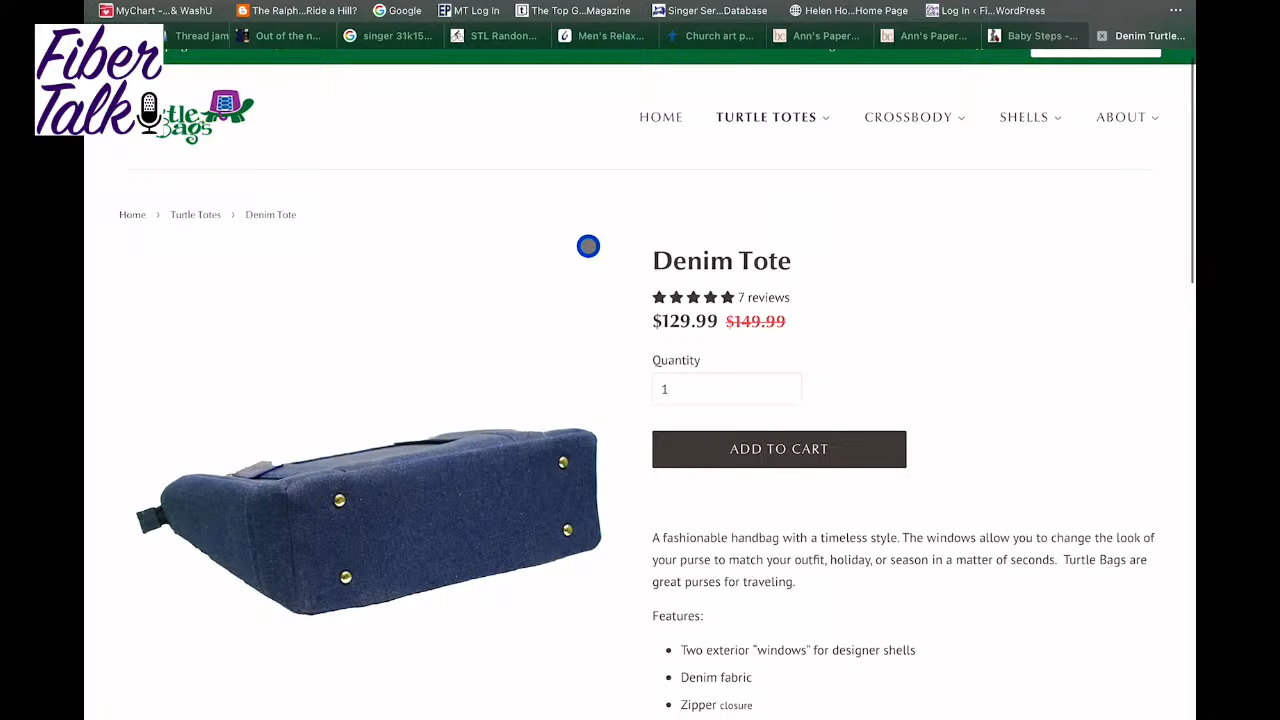 MyChart -...& WashU
The Ralph...Ride a Hill?
Google
MT Log In
The Top G...Magazine
Singer Ser...Database
Helen Ho...Home Page
Log In ‹ Fi...WordPress
Thread jam
Out of the n...
singer 31k15...
STL Randon...
Men's Relax...
Church art p...
Ann's Paper...
Ann's Paper...
Baby Steps -...
Denim Turtle...
Fiber
Talk
tle
Bags
HOME
TURTLE TOTES
CROSSBODY
SHELLS
ABOUT
Home › Turtle Totes › Denim Tote
Denim Tote
7 reviews
$129.99 $149.99
Quantity
1
ADD TO CART
A fashionable handbag with a timeless style. The windows allow you to change the look of
your purse to match your outfit, holiday, or season in a matter of seconds. Turtle Bags are
great purses for traveling.
Features:
• Two exterior “windows” for designer shells
• Denim fabric
• Zipper closure